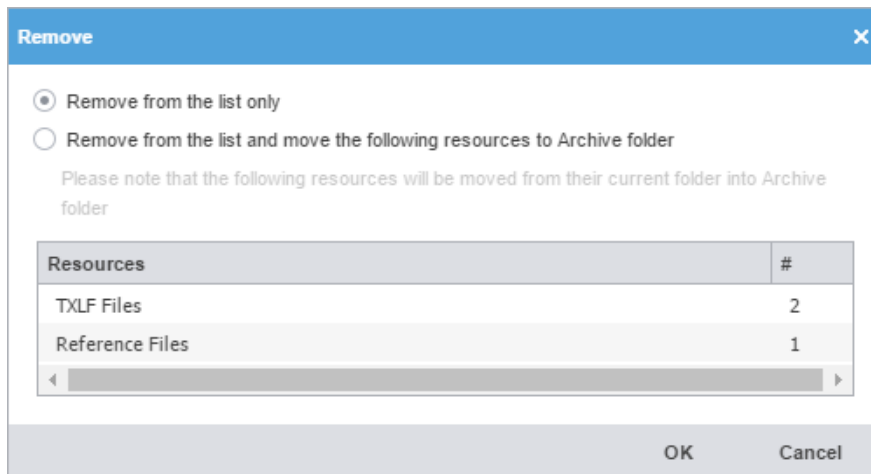 Remove
Remove from the list only
Remove from the list and move the following resources to Archive folder
Please note that the following resources will be moved from their current folder into Archive
folder
Resources #
TXLF Files 2
Reference Files 1
OK Cancel